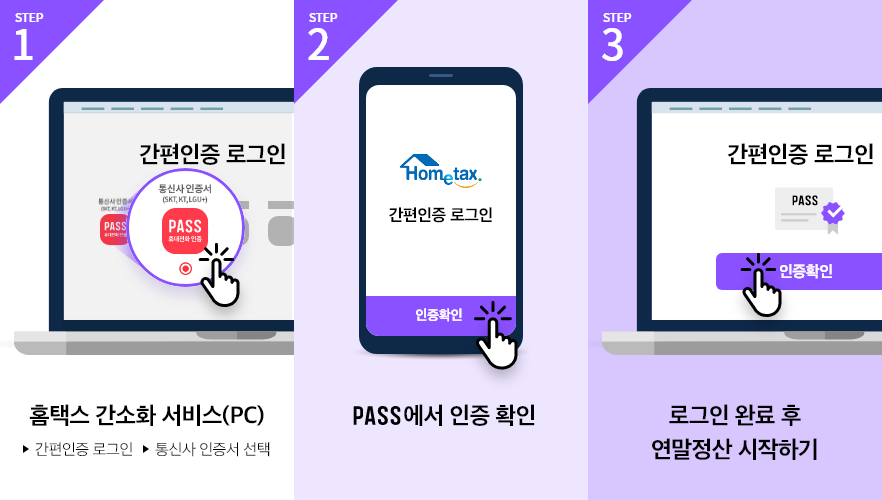 STEP
1
간편인증 로그인
통신사 인증서
(SKT, KT, LGU+)
PASS
휴대전화 인증
통신사 인증서
(SKT, KT, LGU+)
PASS
휴대전화 인증
홈택스 간소화 서비스(PC)
▶ 간편인증 로그인 ▶ 통신사 인증서 선택
STEP
2
Hometax.
간편인증 로그인
인증확인
PASS에서 인증 확인
STEP
3
간편인증 로그인
PASS
인증확인
로그인 완료 후
연말정산 시작하기